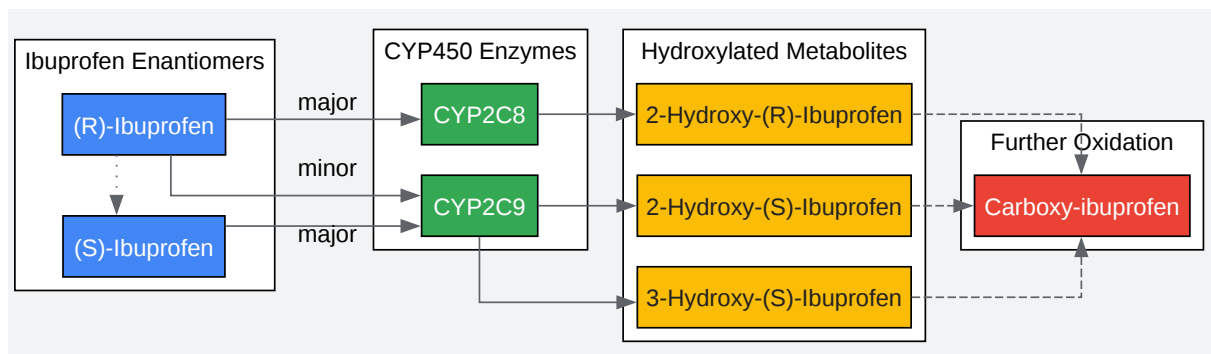 Ibuprofen Enantiomers
(R)-Ibuprofen
(S)-Ibuprofen
major
minor
major
CYP450 Enzymes
CYP2C8
CYP2C9
Hydroxylated Metabolites
2-Hydroxy-(R)-Ibuprofen
2-Hydroxy-(S)-Ibuprofen
3-Hydroxy-(S)-Ibuprofen
Further Oxidation
Carboxy-ibuprofen